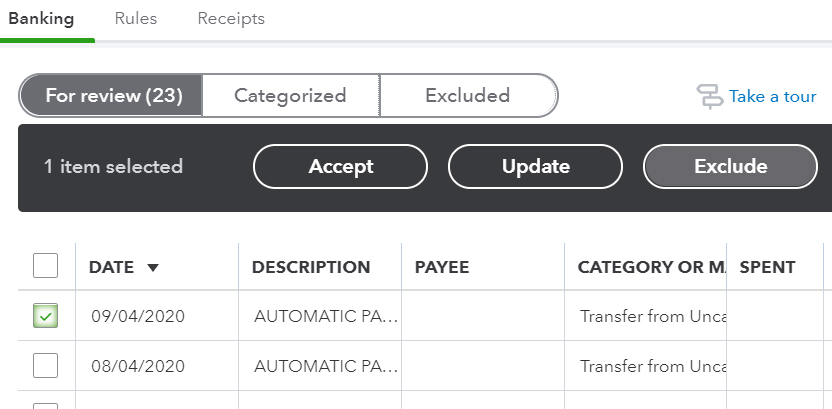 Banking Rules Receipts
For review (23) Categorized Excluded Take a tour
1 item selected Accept Update Exclude
DATE DESCRIPTION PAYEE CATEGORY OR MA SPENT
09/04/2020 AUTOMATIC PA... Transfer from Unca
08/04/2020 AUTOMATIC PA... Transfer from Unca